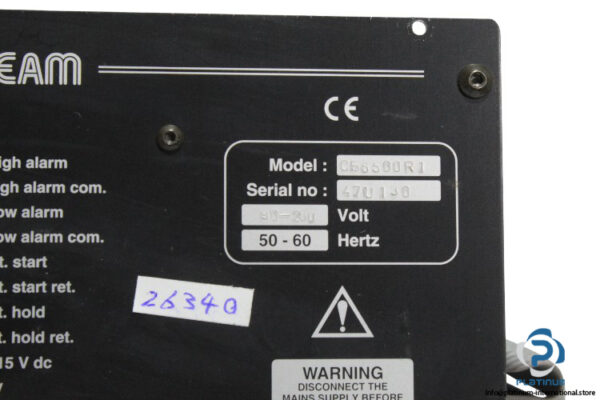 EAM
CE
igh alarm
igh alarm com.
ow alarm
ow alarm com.
t. start
t. start ret.
t. hold
t. hold ret.
15 V dc
Model :
Serial no :
Volt
50 - 60 Hertz
26340
WARNING
DISCONNECT THE
MAINS SUPPLY BEFORE
PLATINUM
info@platinum-international.store